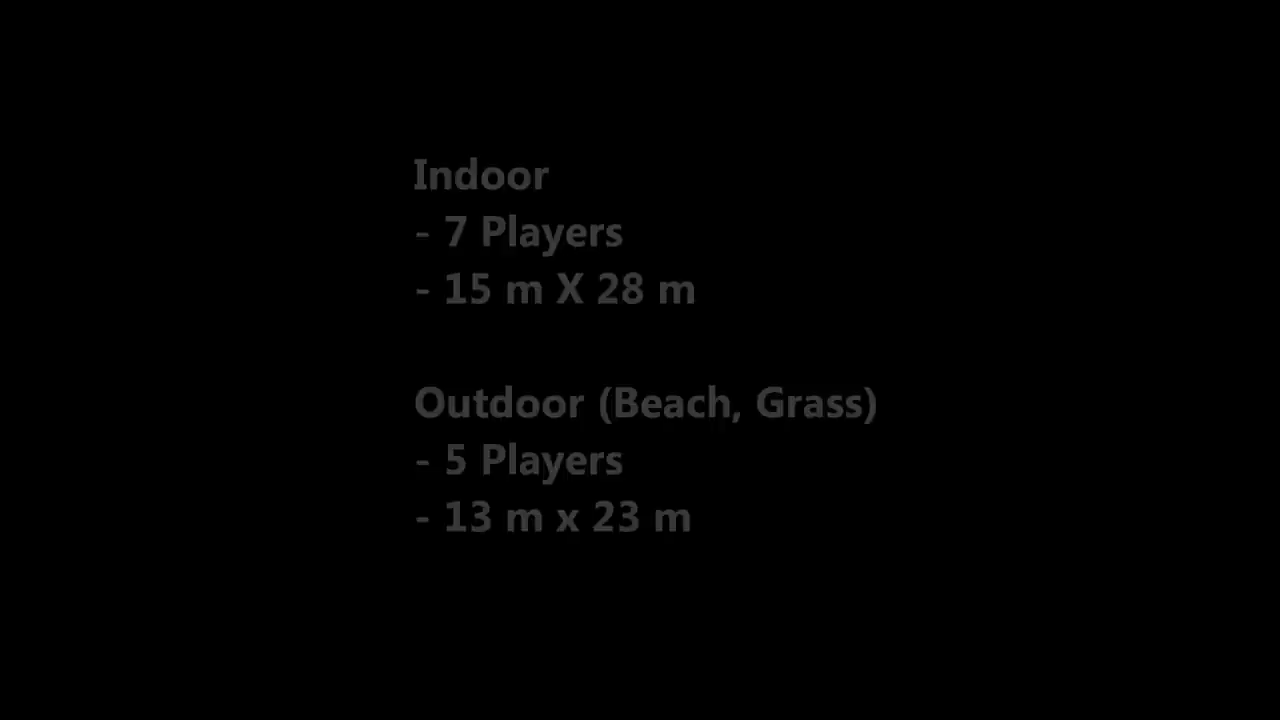 Indoor
- 7 Players
- 15 m X 28 m
Outdoor (Beach, Grass)
- 5 Players
- 13 m x 23 m